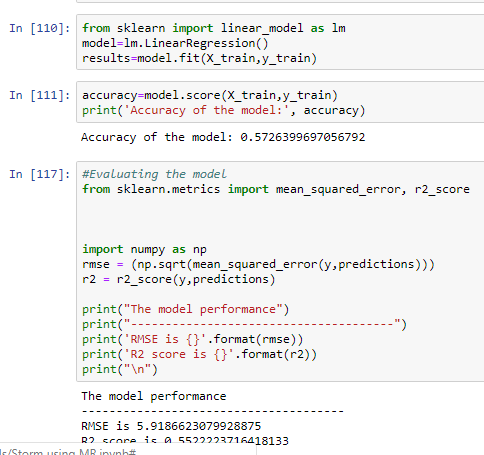 In [110]: from sklearn import linear_model as lm
model=lm.LinearRegression()
results=model.fit(X_train,y_train)
In [111]: accuracy=model.score(X_train,y_train)
print('Accuracy of the model:', accuracy)
Accuracy of the model: 0.5726399697056792
In [117]: #Evaluating the model
from sklearn.metrics import mean_squared_error, r2_score
import numpy as np
rmse = (np.sqrt(mean_squared_error(y,predictions)))
r2 = r2_score(y,predictions)
print("The model performance")
print("-------------------------------------")
print('RMSE is {}'.format(rmse))
print('R2 score is {}'.format(r2))
print("\n")
The model performance
-------------------------------------
RMSE is 5.9186623079928875
R2 score is 0.5522223716418133
ls/Storm using MR.ipynb#